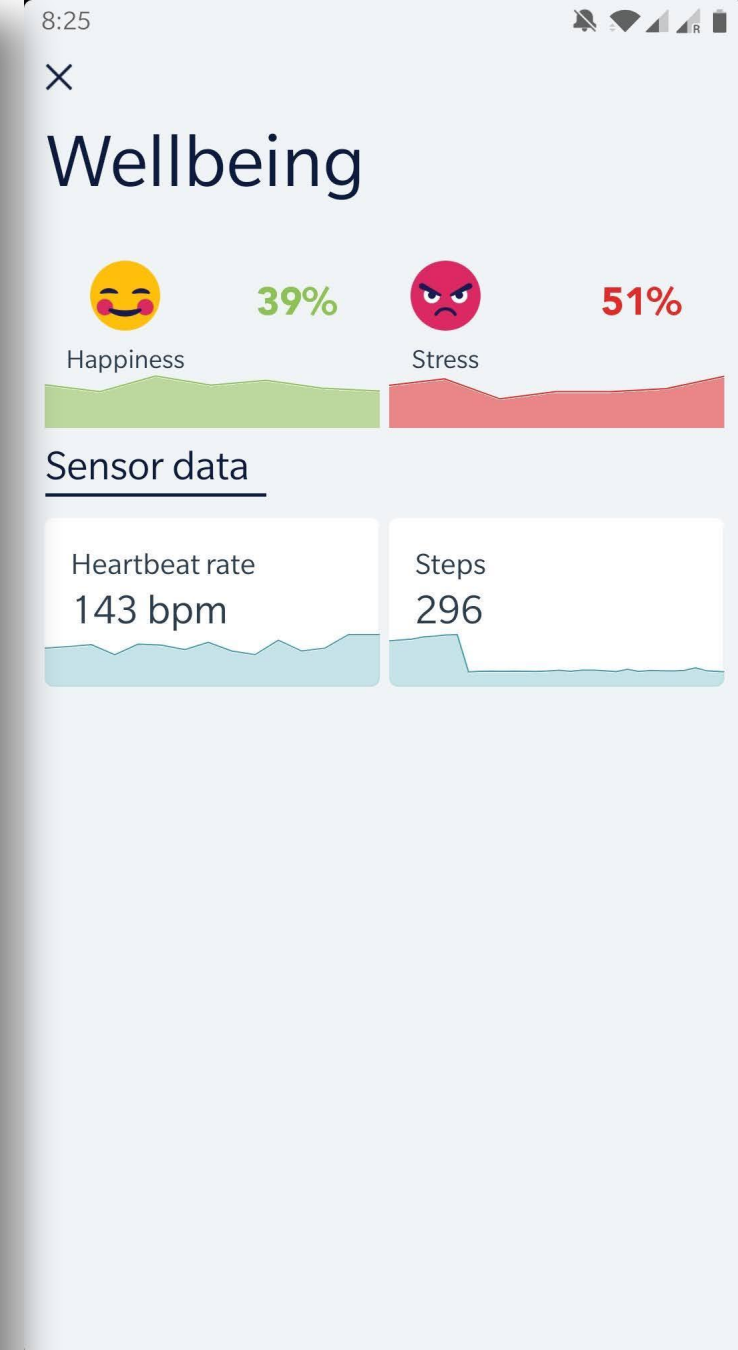 8:25
R
Wellbeing
39%
51%
Happiness
Stress
Sensor data
Heartbeat rate
Steps
143 bpm
296